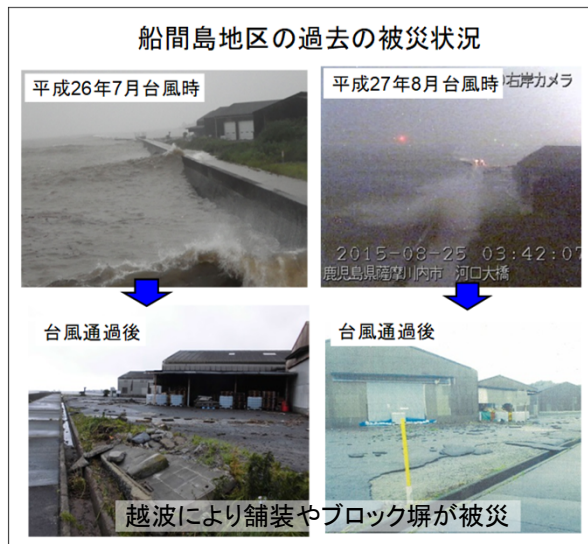 船間島地区の過去の被災状況
平成26年7月台風時
平成27年8月台風時
右岸カメラ
2015-08-25 03:42:07
鹿児島県薩摩川内市 河口大橋
台風通過後
台風通過後
越波により舗装やブロック塀が被災